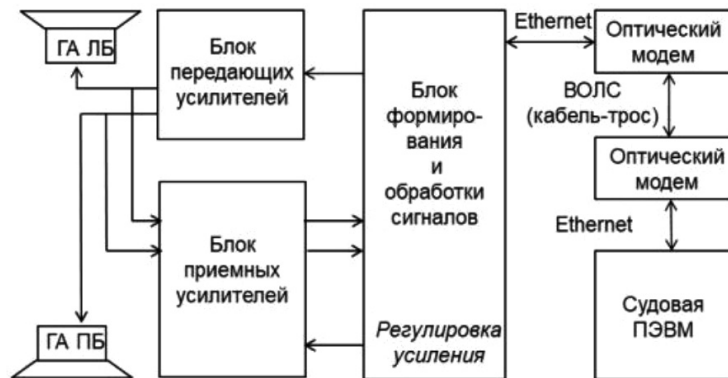 ГА ЛБ
Блок
передающих
усилителей
Блок
формиро-
вания
и
обработки
сигналов
Регулировка
усиления
Ethernet
Оптический
модем
ВОЛС
(кабель-трос)
Оптический
модем
Ethernet
Судовая
ПЭВМ
Блок
приемных
усилителей
ГА ПБ